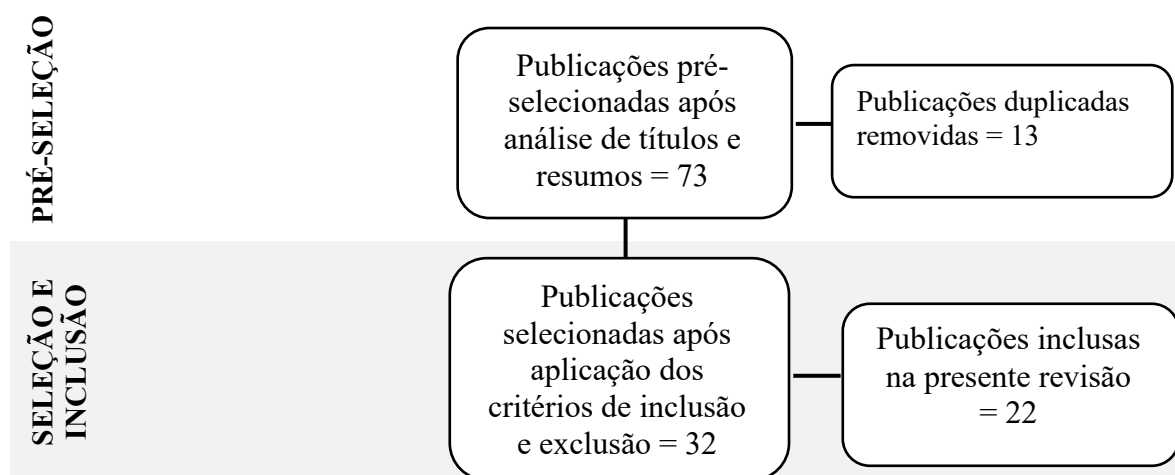 PRÉ-SELEÇÃO
Publicações pré-
selecionadas após
análise de títulos e
resumos = 73
Publicações duplicadas
removidas = 13
SELEÇÃO E
INCLUSÃO
Publicações
selecionadas após
aplicação dos
critérios de inclusão
e exclusão = 32
Publicações inclusas
na presente revisão
= 22